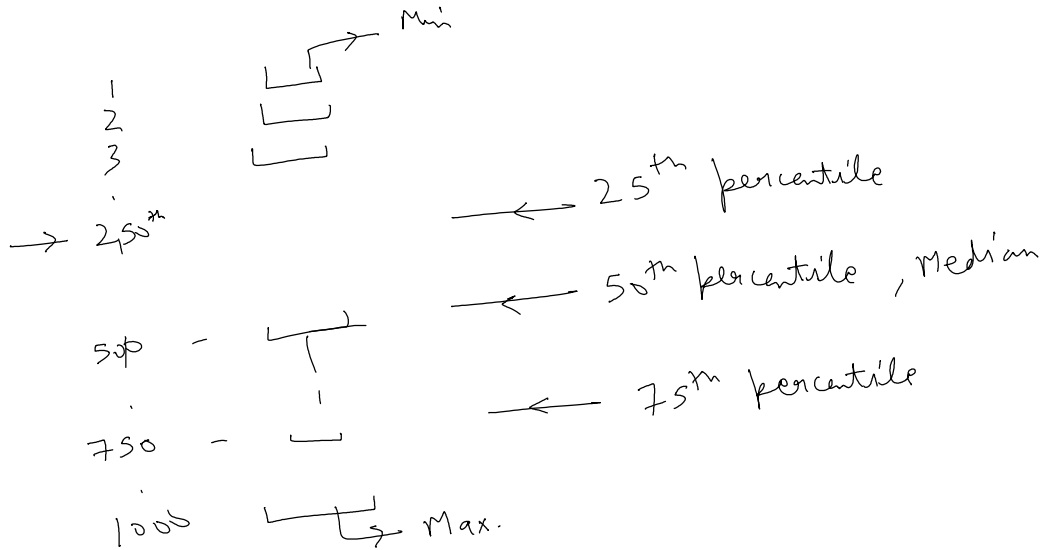 Min
1
2
3
25th percentile
250th
50th percentile, Median
500 -
75th percentile
750 -
1000
Max.